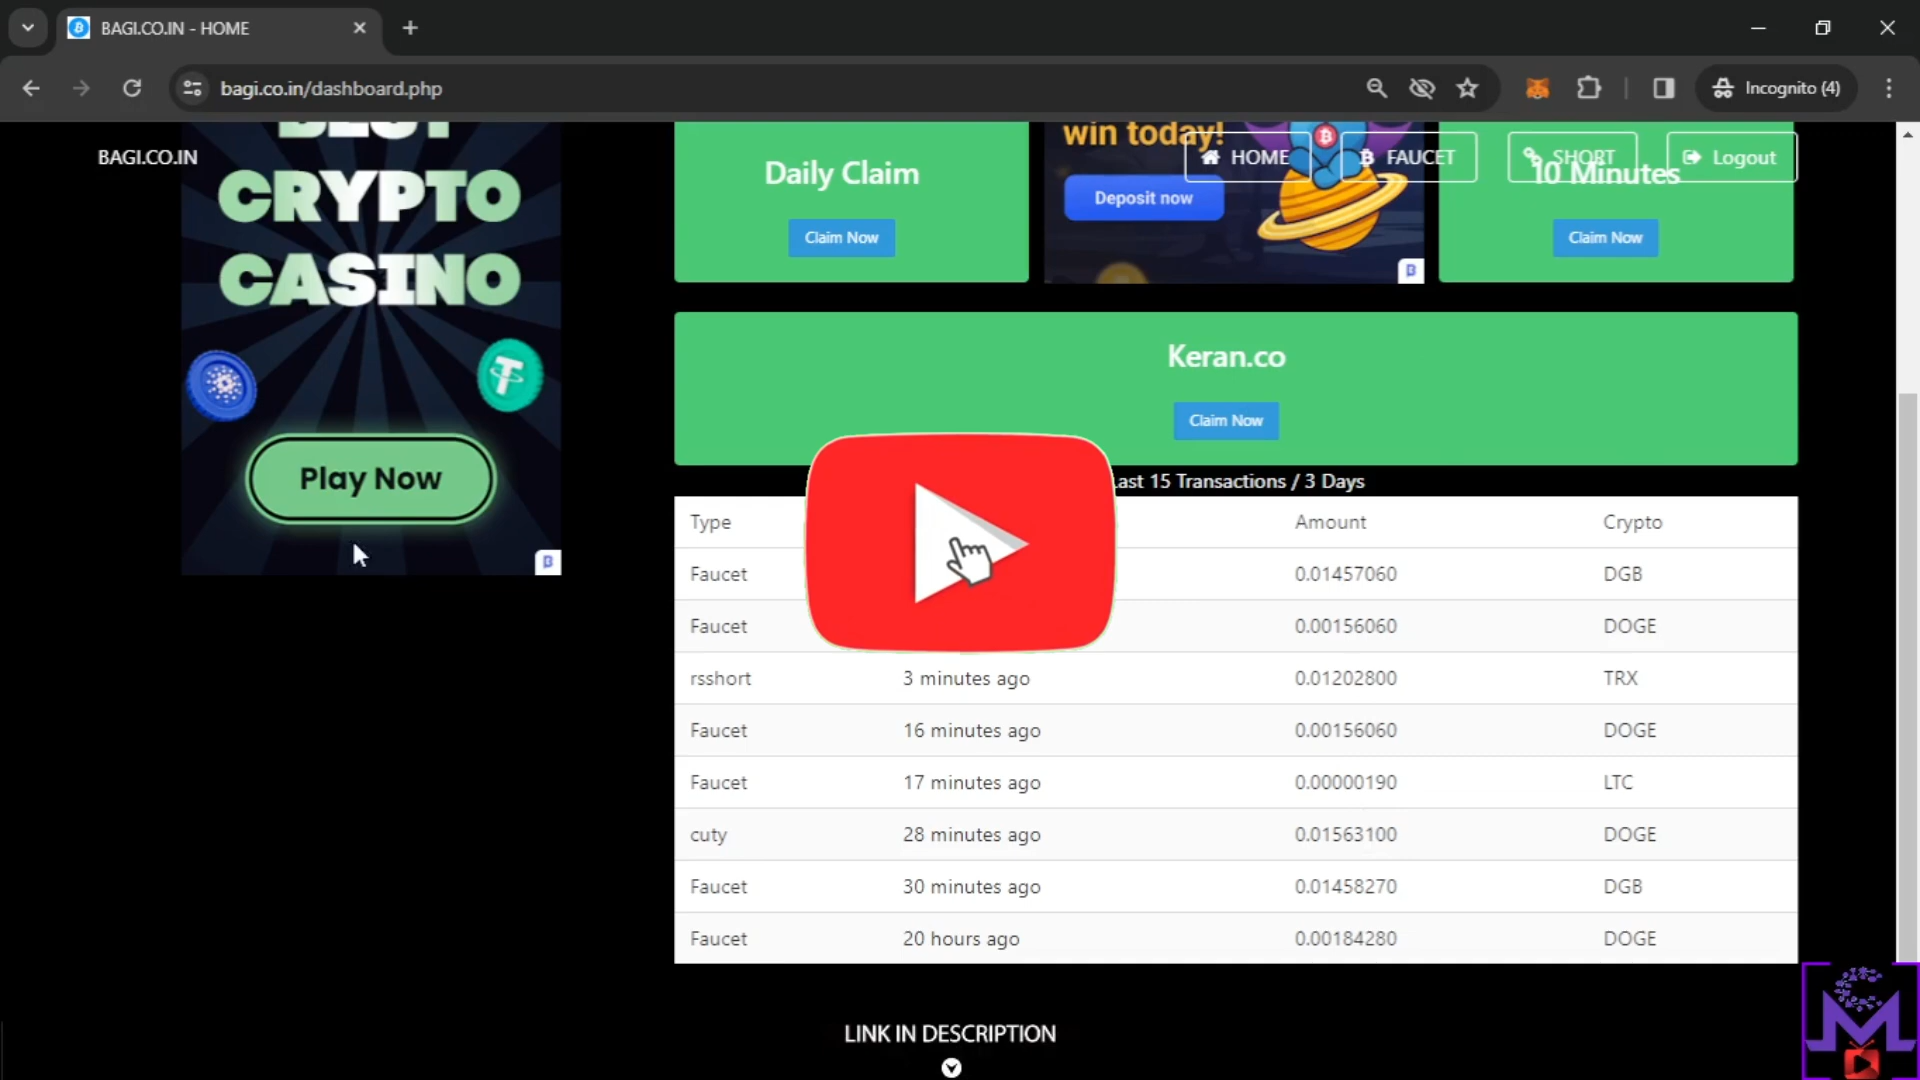 BAGI.CO.IN - HOME
bagi.co.in/dashboard.php
Incognito (4)
BAGI.CO.IN
HOME
FAUCET
SHORT
Logout
BEST
CRYPTO
CASINO
Play Now
Daily Claim
Claim Now
win today!
Deposit now
10 Minutes
Claim Now
Keran.co
Claim Now
Last 15 Transactions / 3 Days
Type Amount Crypto
Faucet 0.01457060 DGB
Faucet 0.00156060 DOGE
rsshort 3 minutes ago 0.01202800 TRX
Faucet 16 minutes ago 0.00156060 DOGE
Faucet 17 minutes ago 0.00000190 LTC
cuty 28 minutes ago 0.01563100 DOGE
Faucet 30 minutes ago 0.01458270 DGB
Faucet 20 hours ago 0.00184280 DOGE
LINK IN DESCRIPTION